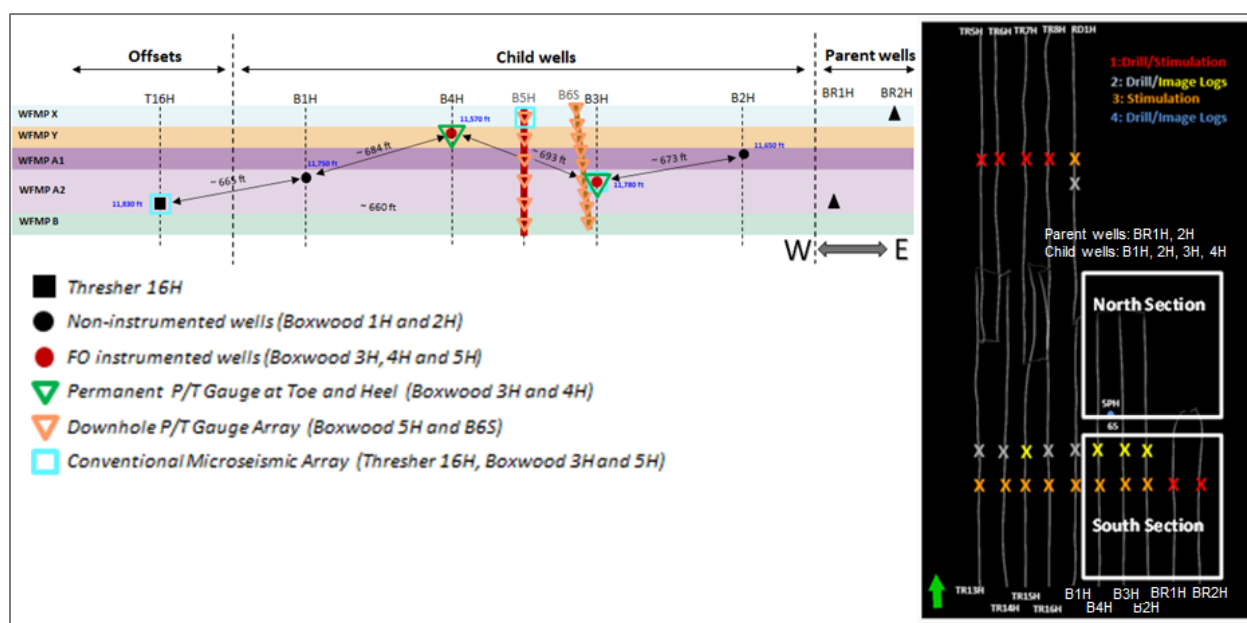 Offsets
Child wells
Parent wells
T16H
B1H
B4H
B5H
B6S
B3H
B2H
BR1H
BR2H
WFMP X
WFMP Y
WFMP A1
WFMP A2
WFMP B
11,570 ft
11,750 ft
11,650 ft
11,780 ft
11,830 ft
~ 665 ft
~ 684 ft
~ 693 ft
~ 673 ft
~ 660 ft
W
E
Thresher 16H
Non-instrumented wells (Boxwood 1H and 2H)
FO instrumented wells (Boxwood 3H, 4H and 5H)
Permanent P/T Gauge at Toe and Heel (Boxwood 3H and 4H)
Downhole P/T Gauge Array (Boxwood 5H and B6S)
Conventional Microseismic Array (Thresher 16H, Boxwood 3H and 5H)
TR5H
TR6H
TR7H
TR8H
RD1H
1:Drill/Stimulation
2: Drill/Image Logs
3: Stimulation
4: Drill/Image Logs
X X X X X
X
Parent wells: BR1H, 2H
Child wells: B1H, 2H, 3H, 4H
North Section
5PH
6S
X X X X X X X X
X X X X X X X X X X
South Section
TR13H
TR14H
TR15H
TR16H
B1H
B4H
B3H
B2H
BR1H
BR2H